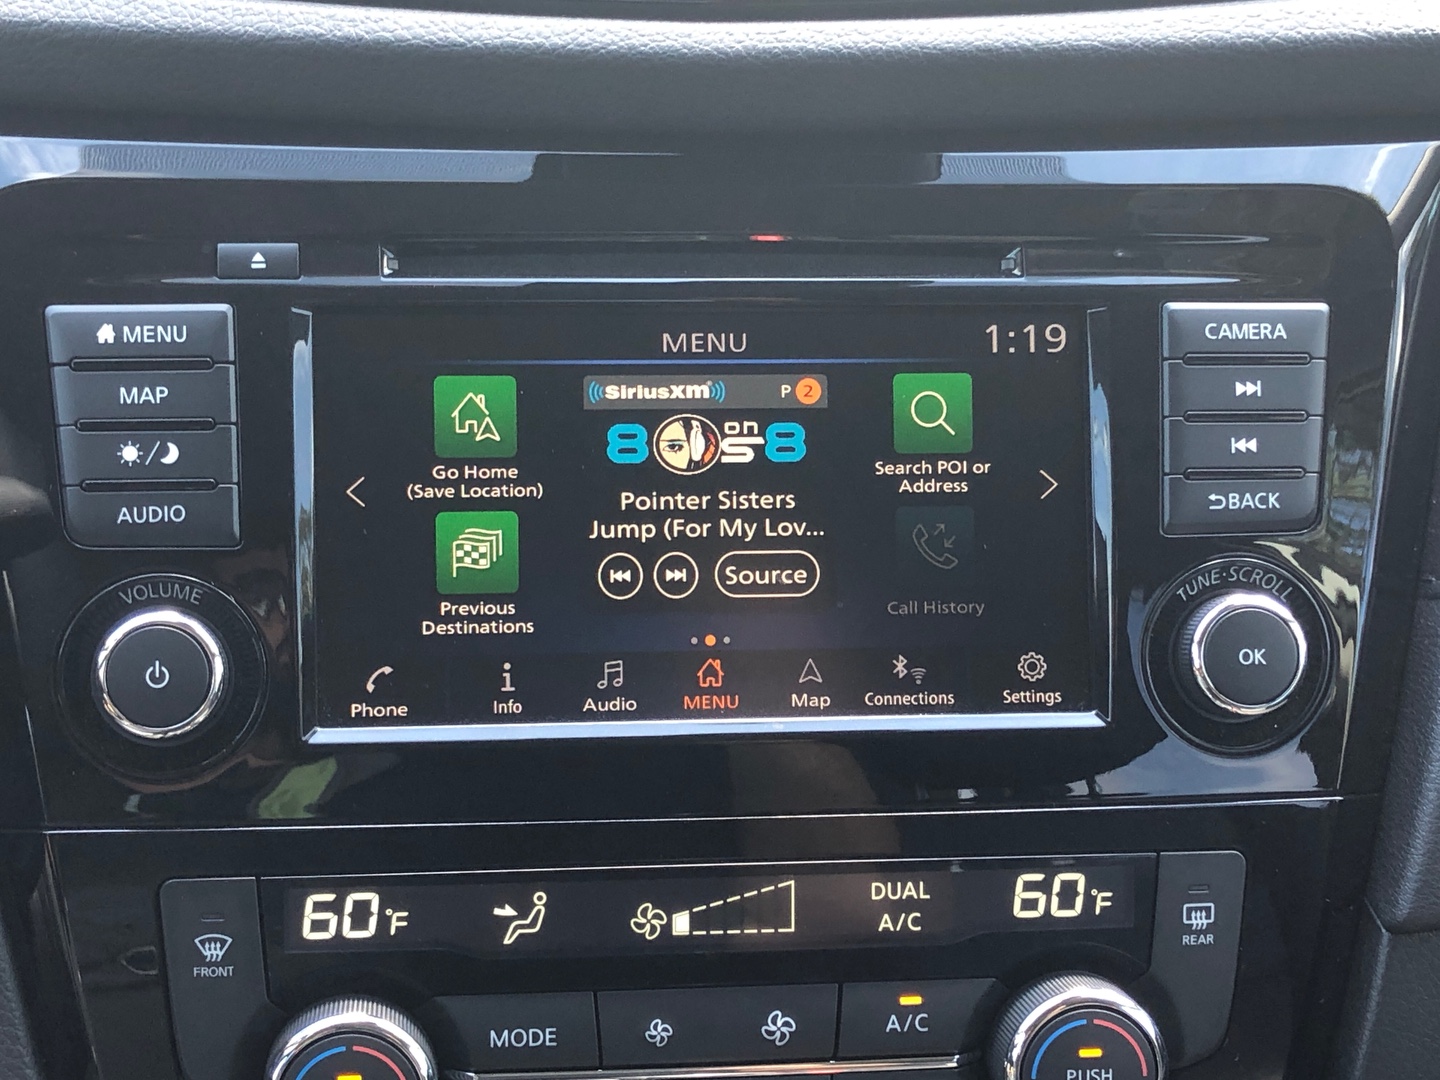 MENU
MAP
AUDIO
VOLUME
MENU
1:19
SiriusXM
P 2
8 on 8
80s
Go Home
(Save Location)
Pointer Sisters
Jump (For My Lov...
Source
Previous
Destinations
Search POI or
Address
Call History
Phone
Info
Audio
MENU
Map
Connections
Settings
CAMERA
BACK
TUNE·SCROLL
OK
60°F
DUAL
A/C
60°F
FRONT
REAR
MODE
A/C
PUSH